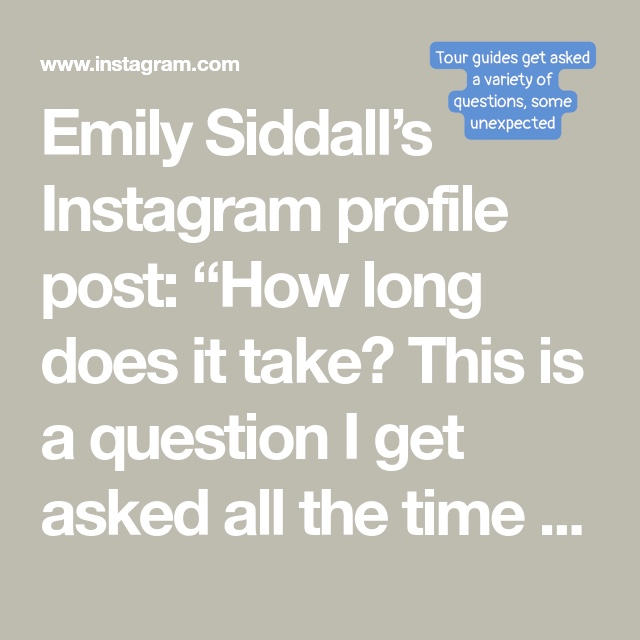 www.instagram.com
Tour guides get asked
a variety of
questions, some
unexpected
Emily Siddall’s
Instagram profile
post: “How long
does it take? This is
a question I get
asked all the time ...